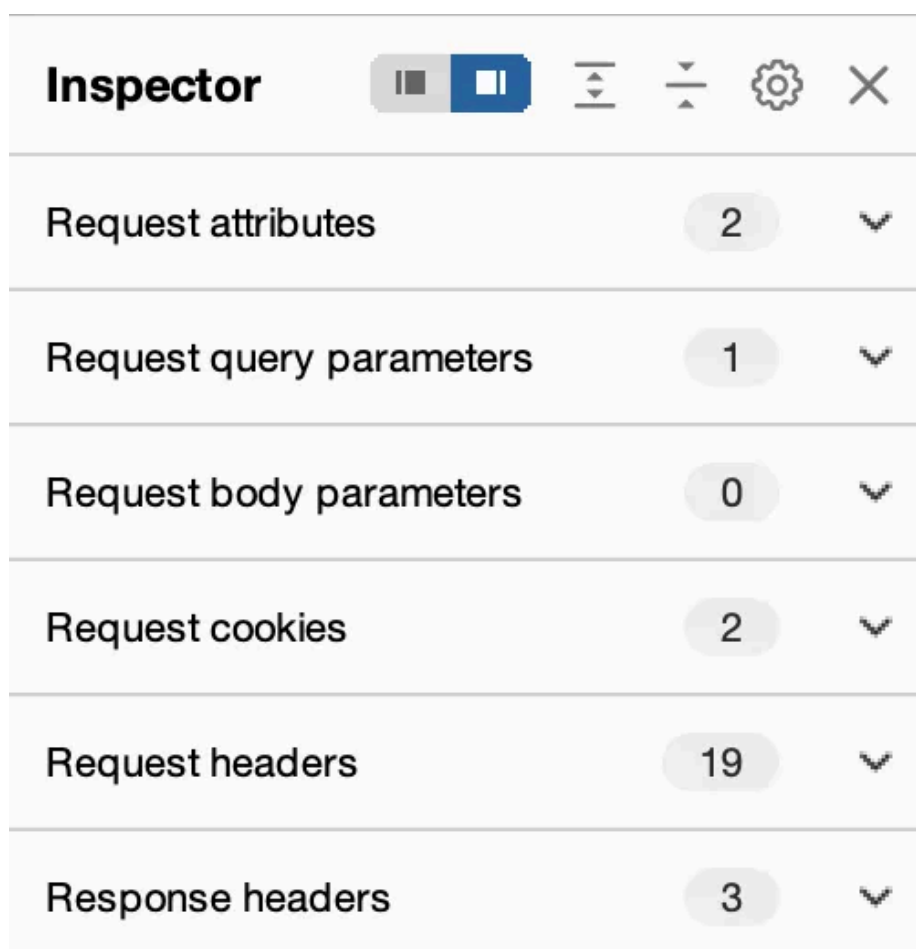 Inspector
Request attributes 2
Request query parameters 1
Request body parameters 0
Request cookies 2
Request headers 19
Response headers 3